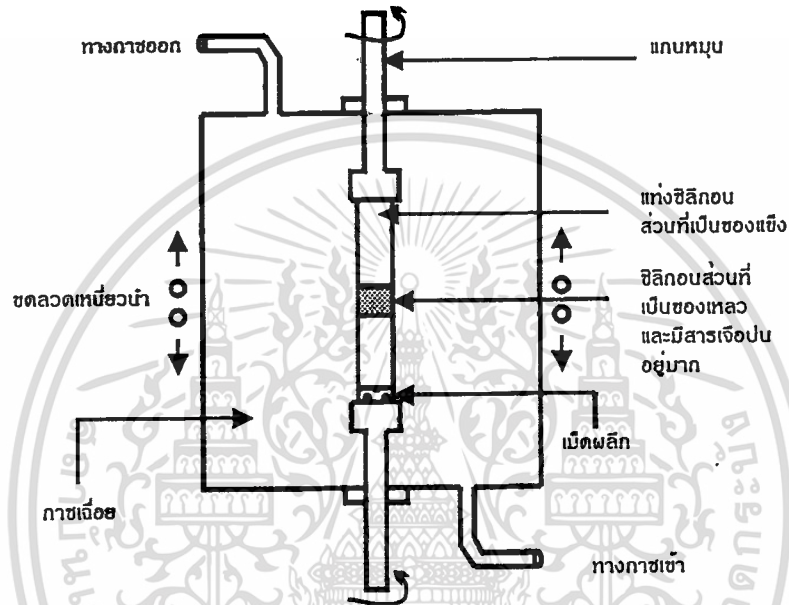 ทางกาซออก
แกนหมุน
แท่งซิลิกอน
ส่วนที่เป็นของแข็ง
ขดลวดเหนี่ยวนำ
ซิลิกอนส่วนที่
เป็นของเหลว
และมีสารเจือปน
อยู่มาก
เม็ดผลึก
กาซเฉื่อย
ทางกาซเข้า